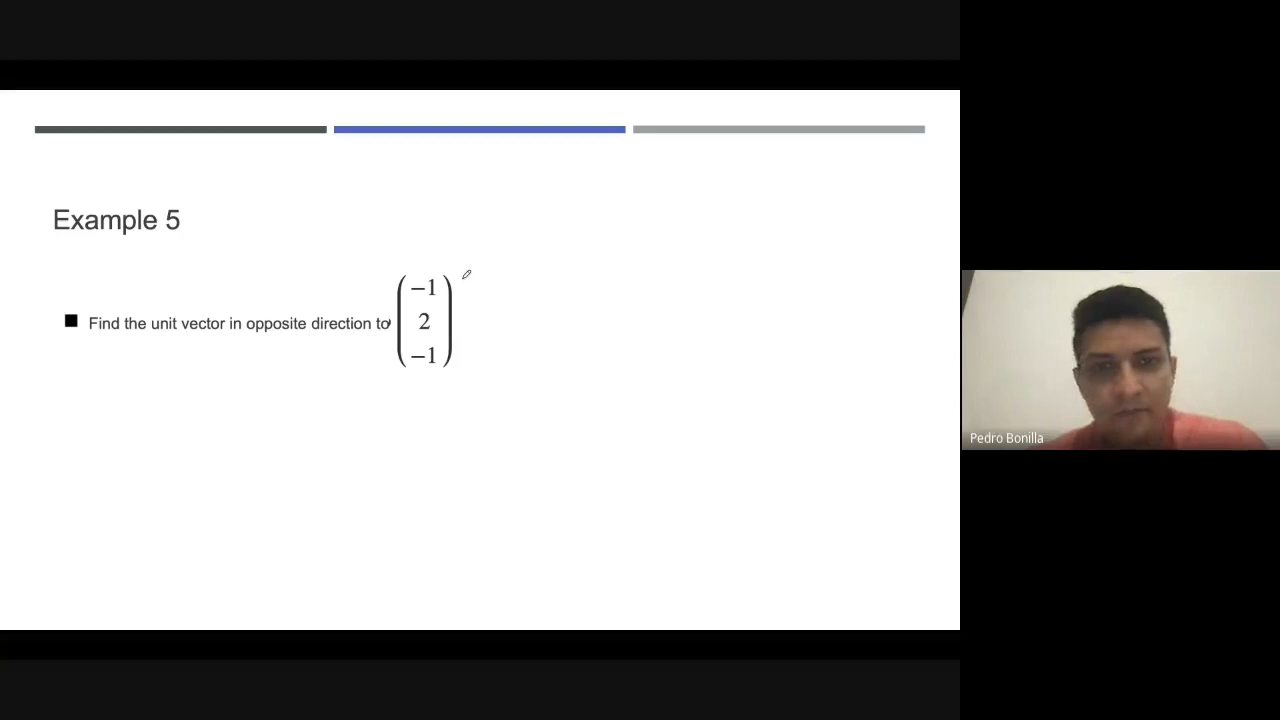 Example 5
Find the unit vector in opposite direction to
−1
2
−1
Pedro Bonilla